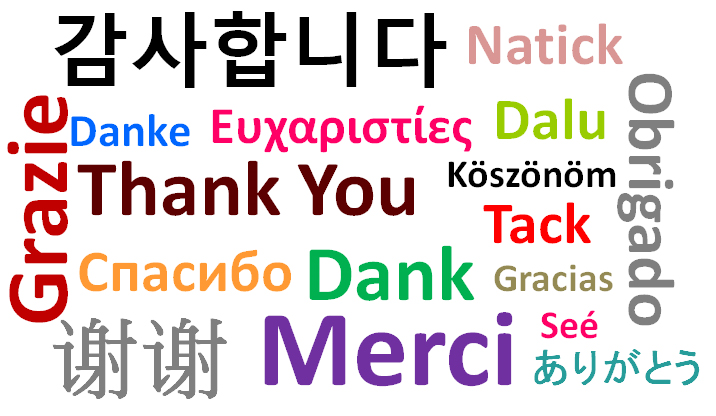 감사합니다
Natick
Grazie
Danke
Ευχαριστίες
Dalu
Obrigado
Thank You
Köszönöm
Tack
Спасибо
Dank
Gracias
谢谢
Merci
Seé
ありがとう